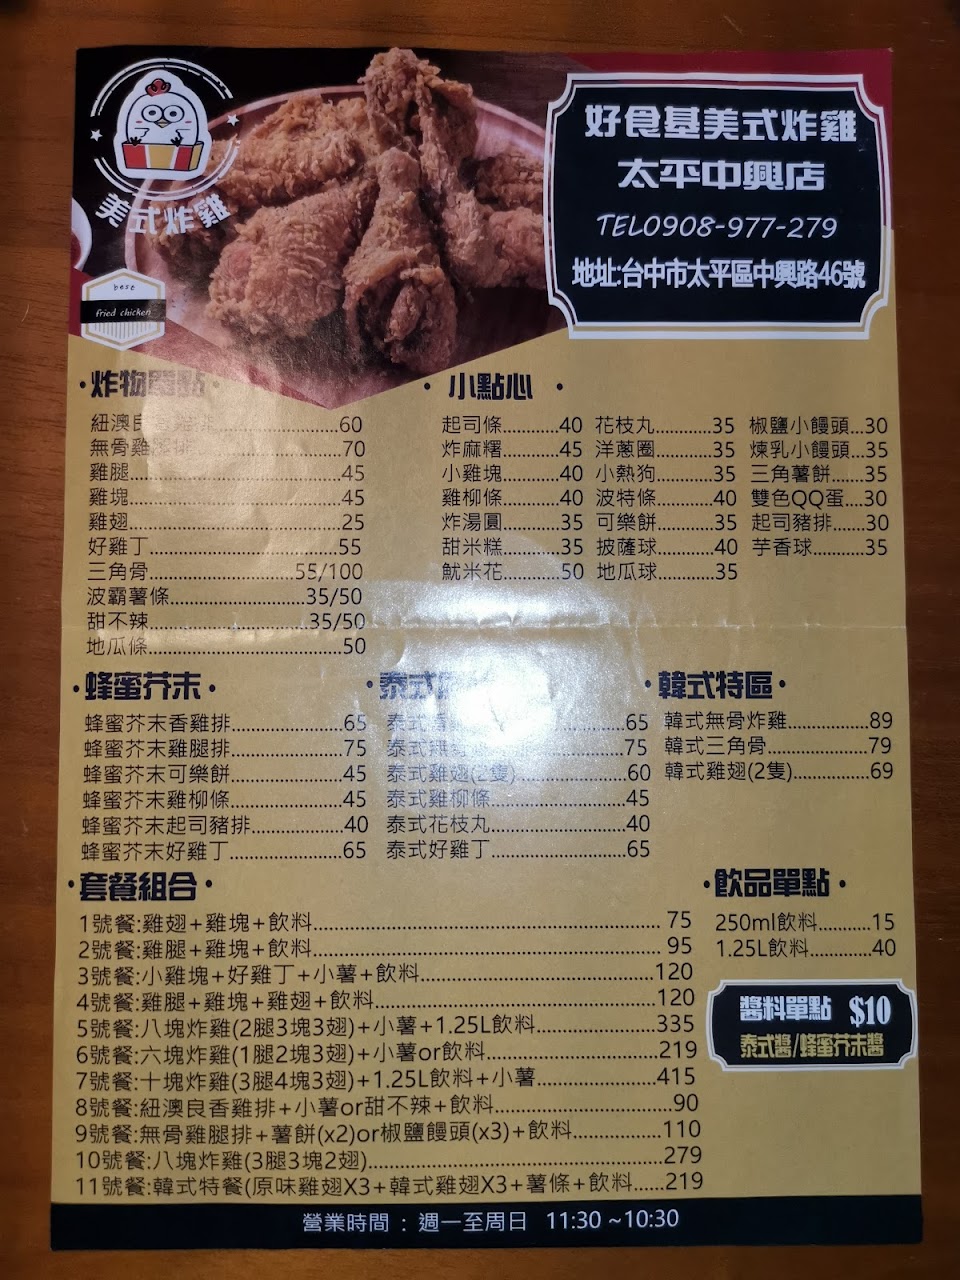 美式炸雞
best
fried chicken
好食基美式炸雞
太平中興店
TEL0908-977-279
地址:台中市太平區中興路46號
·炸物單點·
紐澳良香雞排..........60
無骨雞腿排..........70
雞腿..........45
雞塊..........45
雞翅..........25
好雞丁..........55
三角骨..........55/100
波霸薯條..........35/50
甜不辣..........35/50
地瓜條..........50
· 小點心 ·
起司條..........40
炸麻糬..........45
小雞塊..........40
雞柳條..........40
炸湯圓..........35
甜米糕..........35
魷米花..........50
花枝丸..........35
洋蔥圈..........35
小熱狗..........35
波特條..........40
可樂餅..........35
披薩球..........40
地瓜球..........35
椒鹽小饅頭...30
煉乳小饅頭...35
三角薯餅......35
雙色QQ蛋...30
起司豬排......30
芋香球..........35
·蜂蜜芥末·
蜂蜜芥末香雞排..........65
蜂蜜芥末雞腿排..........75
蜂蜜芥末可樂餅..........45
蜂蜜芥末雞柳條..........45
蜂蜜芥末起司豬排..........40
蜂蜜芥末好雞丁..........65
·泰式
泰式香..........65
泰式無..........75
泰式雞翅(2隻)..........60
泰式雞柳條..........45
泰式花枝丸..........40
泰式好雞丁..........65
·韓式特區·
韓式無骨炸雞..........89
韓式三角骨..........79
韓式雞翅(2隻)..........69
·套餐組合·
1號餐:雞翅+雞塊+飲料..........75
2號餐:雞腿+雞塊+飲料..........95
3號餐:小雞塊+好雞丁+小薯+飲料..........120
4號餐:雞腿+雞塊+雞翅+飲料..........120
5號餐:八塊炸雞(2腿3塊3翅)+小薯+1.25L飲料..........335
6號餐:六塊炸雞(1腿2塊3翅)+小薯or飲料..........219
7號餐:十塊炸雞(3腿4塊3翅)+1.25L飲料+小薯..........415
8號餐:紐澳良香雞排+小薯or甜不辣+飲料..........90
9號餐:無骨雞腿排+薯餅(x2)or椒鹽饅頭(x3)+飲料..........110
10號餐:八塊炸雞(3腿3塊2翅)..........279
11號餐:韓式特餐(原味雞翅X3+韓式雞翅X3+薯條+飲料......219
·飲品單點·
250ml飲料..........15
1.25L飲料..........40
醬料單點 $10
泰式醬/蜂蜜芥末醬
營業時間 : 週一至周日 11:30 ~10:30